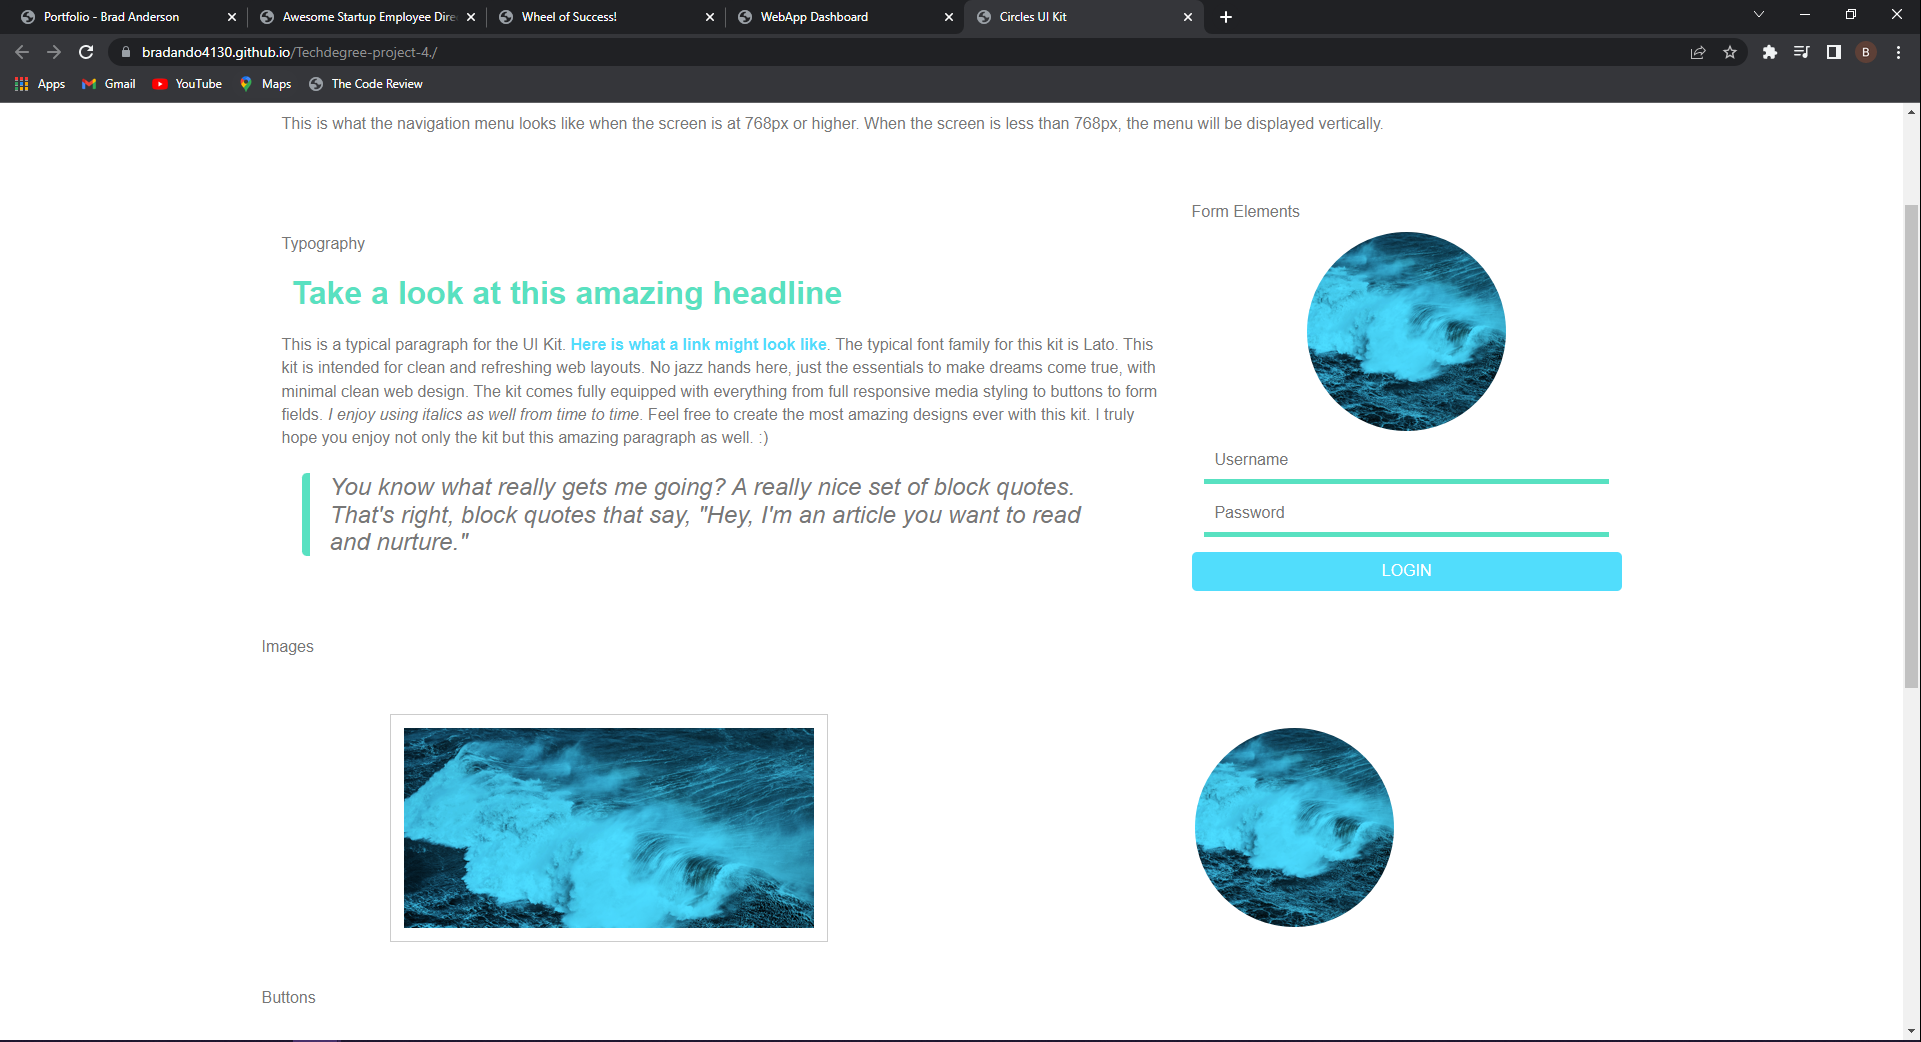 Portfolio - Brad Anderson
Awesome Startup Employee Dire
Wheel of Success!
WebApp Dashboard
Circles UI Kit
bradando4130.github.io/Techdegree-project-4./
B
Apps
Gmail
YouTube
Maps
The Code Review
This is what the navigation menu looks like when the screen is at 768px or higher. When the screen is less than 768px, the menu will be displayed vertically.
Typography
Take a look at this amazing headline
This is a typical paragraph for the UI Kit. Here is what a link might look like. The typical font family for this kit is Lato. This
kit is intended for clean and refreshing web layouts. No jazz hands here, just the essentials to make dreams come true, with
minimal clean web design. The kit comes fully equipped with everything from full responsive media styling to buttons to form
fields. I enjoy using italics as well from time to time. Feel free to create the most amazing designs ever with this kit. I truly
hope you enjoy not only the kit but this amazing paragraph as well. :)
You know what really gets me going? A really nice set of block quotes.
That's right, block quotes that say, "Hey, I'm an article you want to read
and nurture."
Form Elements
Username
Password
LOGIN
Images
Buttons